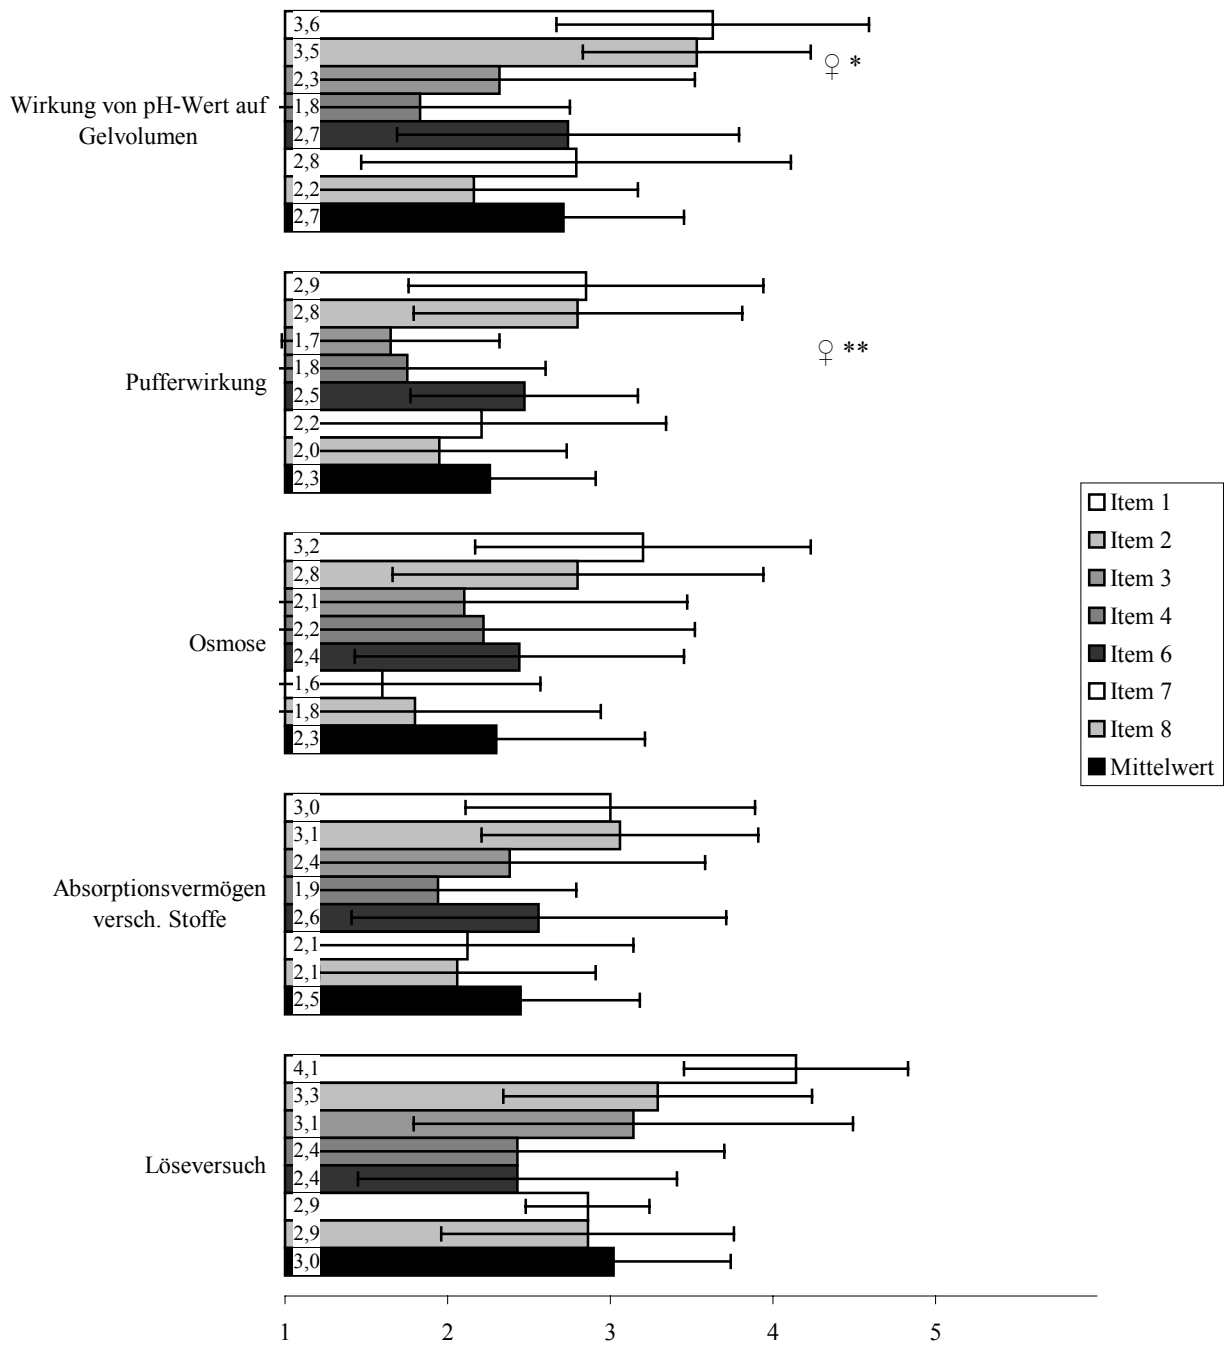 3,6
3,5
♀ *
2,3
Wirkung von pH-Wert auf
Gelvolumen
1,8
2,7
2,8
2,2
2,7
2,9
2,8
1,7
♀ **
1,8
Pufferwirkung
2,5
2,2
2,0
2,3
3,2
2,8
2,1
2,2
Osmose
2,4
1,6
1,8
2,3
3,0
3,1
2,4
1,9
Absorptionsvermögen
versch. Stoffe
2,6
2,1
2,1
2,5
4,1
3,3
3,1
2,4
Löseversuch
2,4
2,9
2,9
3,0
1 2 3 4 5
Item 1
Item 2
Item 3
Item 4
Item 6
Item 7
Item 8
Mittelwert